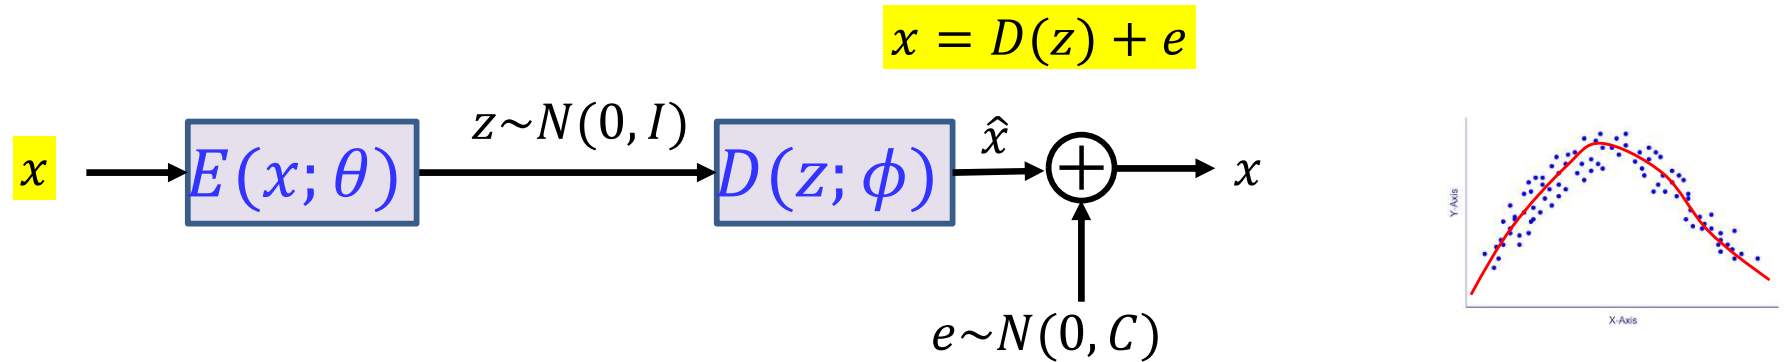 x = D(z) + e
x
E(x; θ)
z~N(0, I)
D(z; ϕ)
x̂
x
e~N(0, C)
Y-Axis
X-Axis